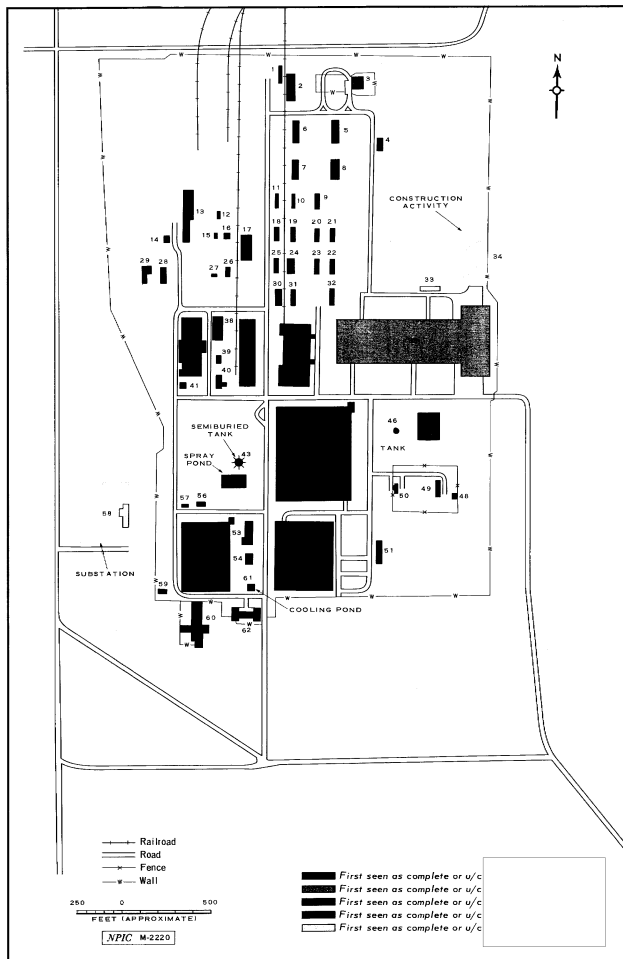 N
W
W
W
1
2
3
W
W
6
5
4
7
8
CONSTRUCTION
ACTIVITY
11
10
9
13
12
14
15
16
17
18
19
20
21
34
29
28
27
26
25
24
23
22
33
30
31
32
38
39
40
41
SEMIBURIED
TANK
43
SPRAY
POND
46
TANK
57
56
50
49
48
58
53
54
51
SUBSTATION
61
59
COOLING POND
60
62
W
W
Railroad
Road
Fence
Wall
250 0 500
FEET (APPROXIMATE)
NPIC M-2220
First seen as complete or u/c
First seen as complete or u/c
First seen as complete or u/c
First seen as complete or u/c
First seen as complete or u/c